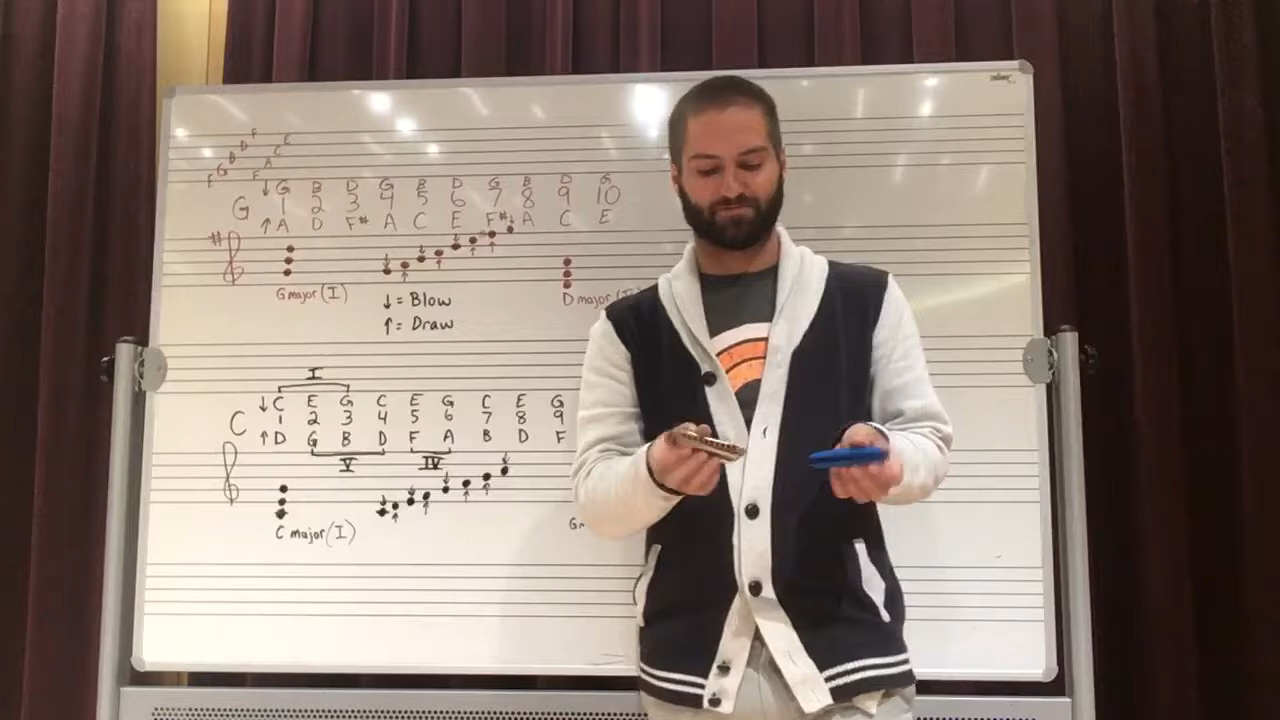 F G B D F
F A C E
↓ G B D G B D G B D G
G 1 2 3 4 5 6 7 8 9 10
↑ A D F# A C E F# A C E
#
G major (I)
↓ = Blow
↑ = Draw
D major
I
↓ C E G C E G C E G
C 1 2 3 4 5 6 7 8 9
↑ D G B D F A B D F
V IV
C major (I)